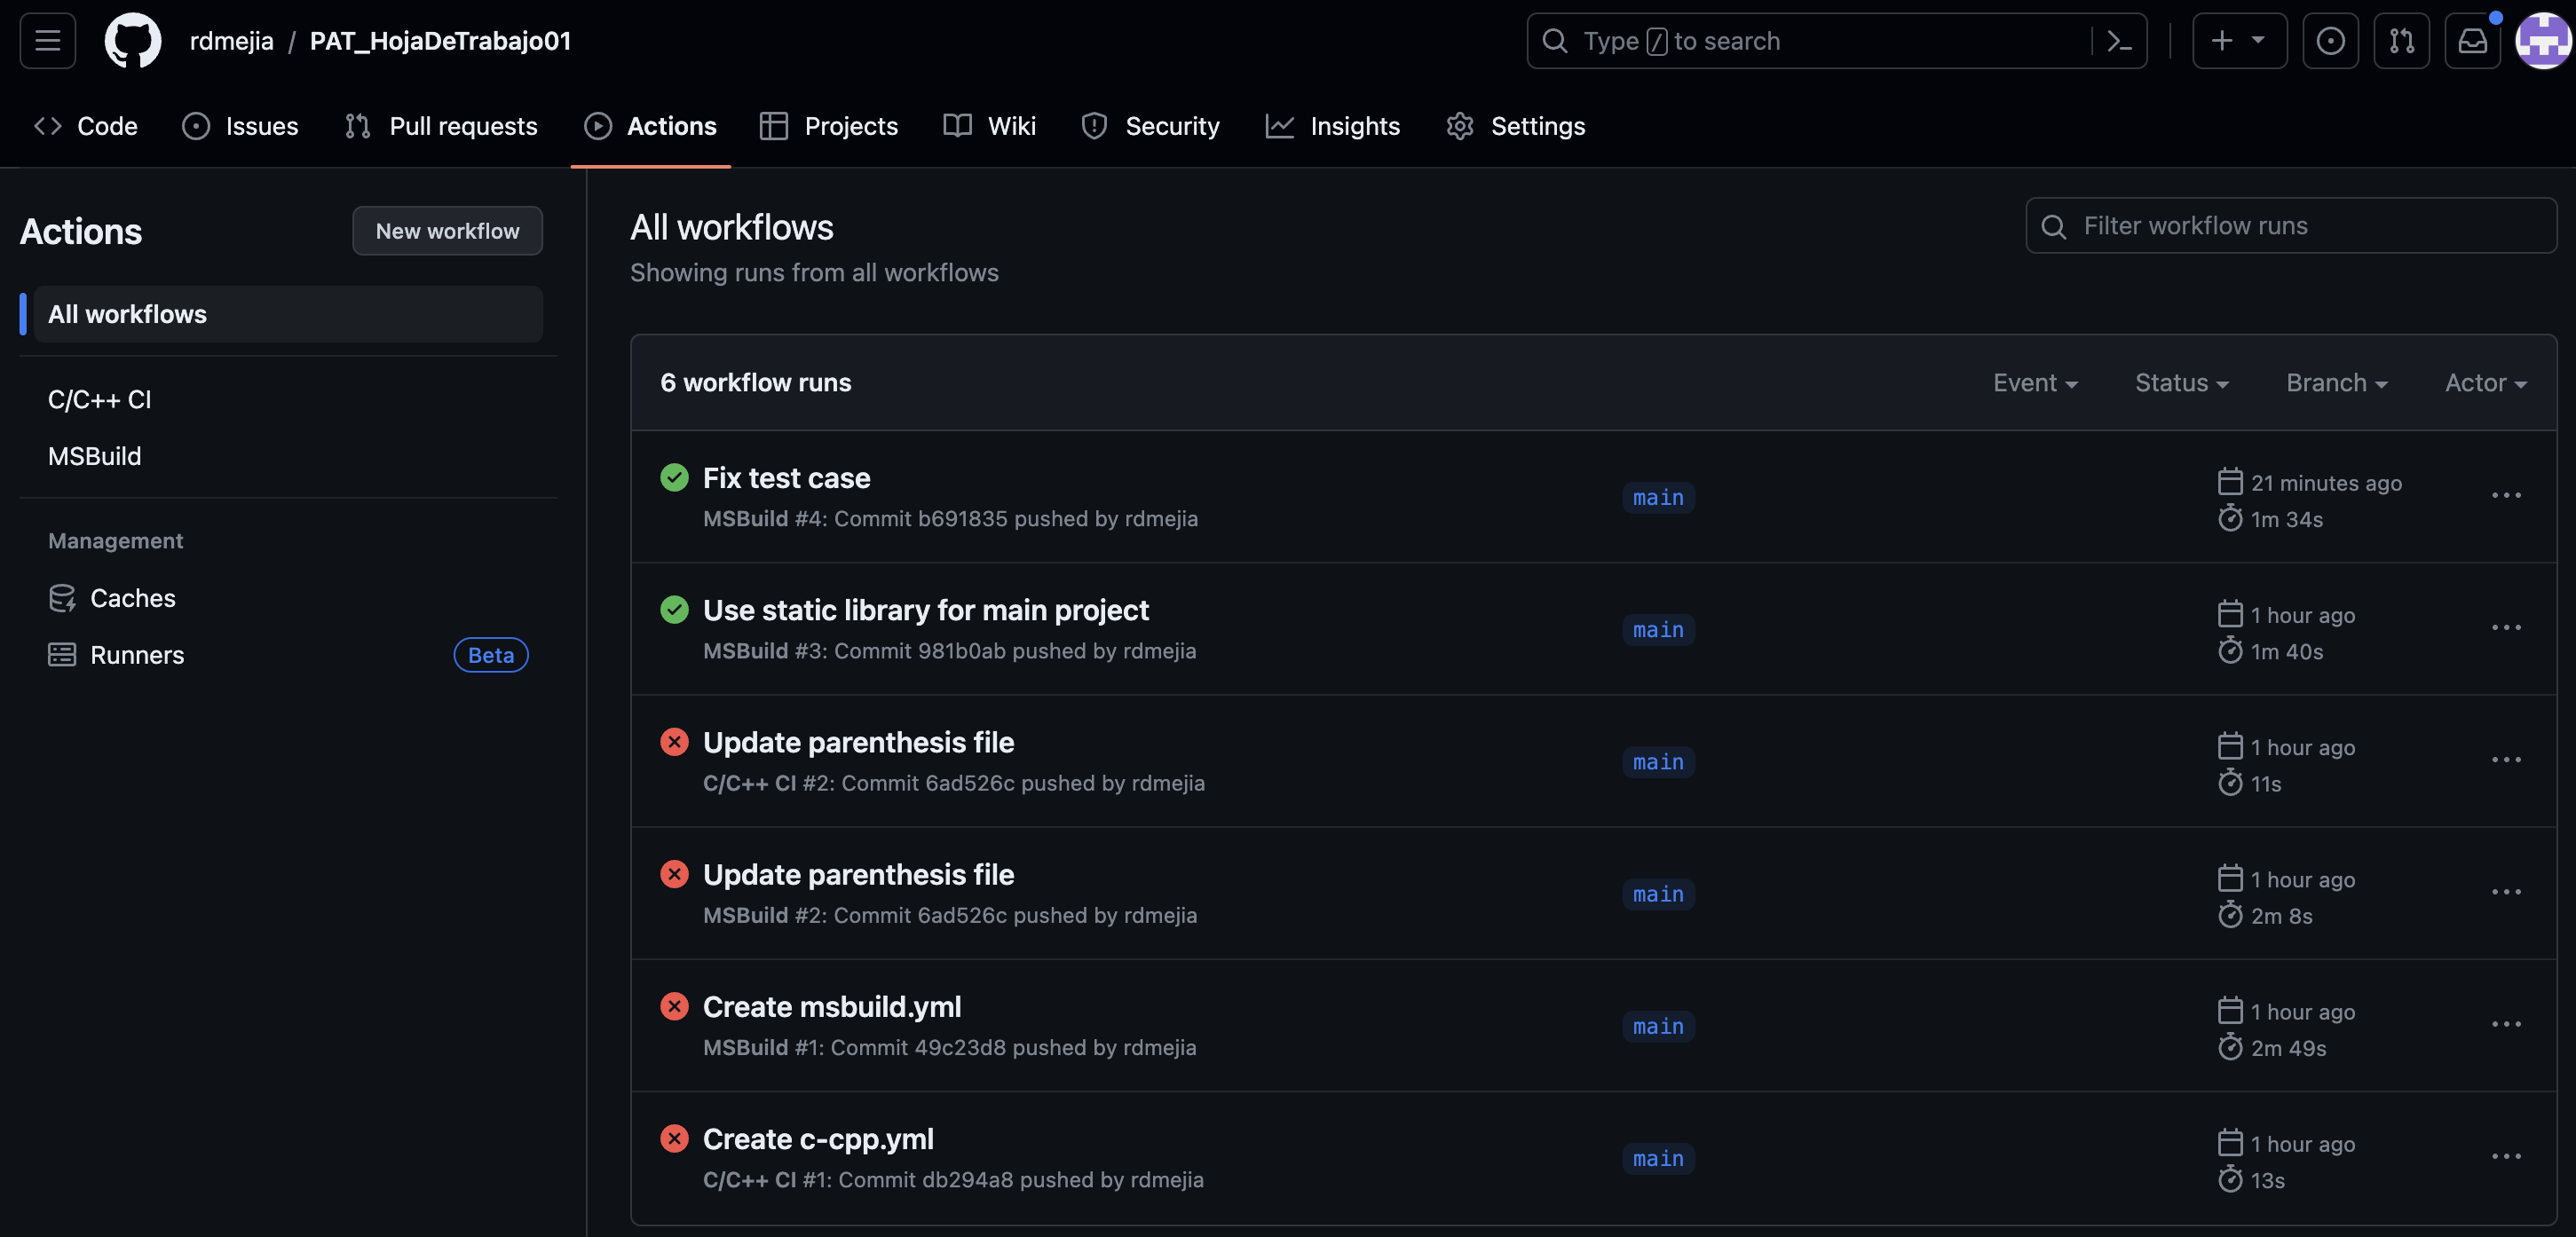 rdmejia / PAT_HojaDeTrabajo01
Type / to search
Code Issues Pull requests Actions Projects Wiki Security Insights Settings
Actions
New workflow
All workflows
C/C++ CI
MSBuild
Management
Caches
Runners Beta
All workflows
Showing runs from all workflows
Filter workflow runs
6 workflow runs Event Status Branch Actor
Fix test case
MSBuild #4: Commit b691835 pushed by rdmejia
main
21 minutes ago
1m 34s
Use static library for main project
MSBuild #3: Commit 981b0ab pushed by rdmejia
main
1 hour ago
1m 40s
Update parenthesis file
C/C++ CI #2: Commit 6ad526c pushed by rdmejia
main
1 hour ago
11s
Update parenthesis file
MSBuild #2: Commit 6ad526c pushed by rdmejia
main
1 hour ago
2m 8s
Create msbuild.yml
MSBuild #1: Commit 49c23d8 pushed by rdmejia
main
1 hour ago
2m 49s
Create c-cpp.yml
C/C++ CI #1: Commit db294a8 pushed by rdmejia
main
1 hour ago
13s